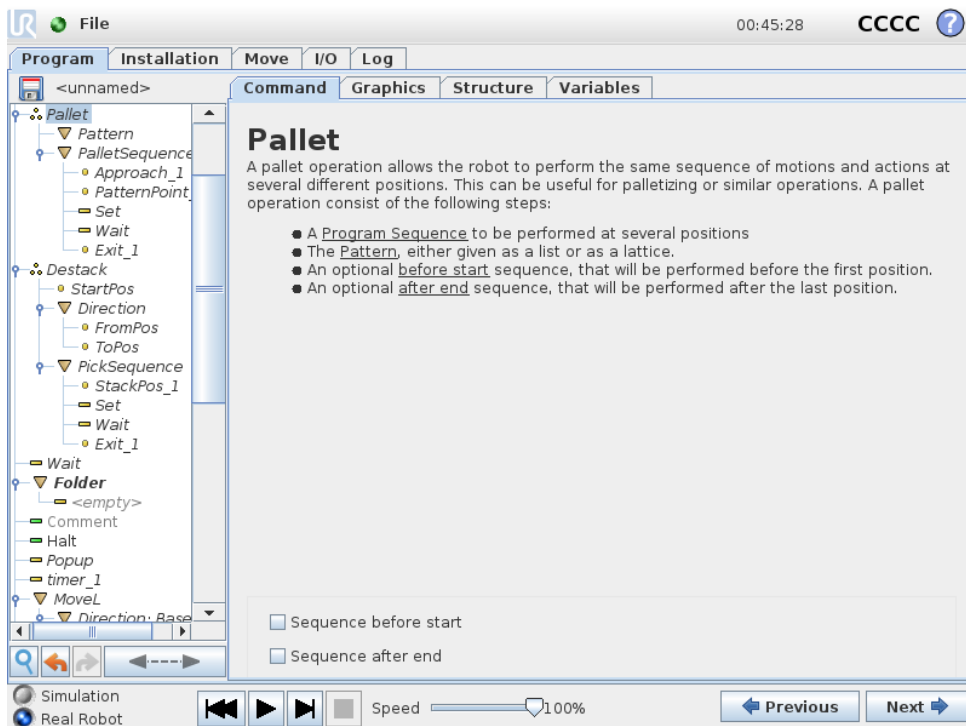 UR
File
00:45:28
CCCC
?
Program
Installation
Move
I/O
Log
<unnamed>
Command
Graphics
Structure
Variables
Pallet
Pattern
PalletSequence
Approach_1
PatternPoint_
Set
Wait
Exit_1
Destack
StartPos
Direction
FromPos
ToPos
PickSequence
StackPos_1
Set
Wait
Exit_1
Wait
Folder
<empty>
Comment
Halt
Popup
timer_1
MoveL
Direction: Base
Pallet
A pallet operation allows the robot to perform the same sequence of motions and actions at
several different positions. This can be useful for palletizing or similar operations. A pallet
operation consist of the following steps:
A Program Sequence to be performed at several positions
The Pattern, either given as a list or as a lattice.
An optional before start sequence, that will be performed before the first position.
An optional after end sequence, that will be performed after the last position.
Sequence before start
Sequence after end
Simulation
Real Robot
Speed
100%
Previous
Next